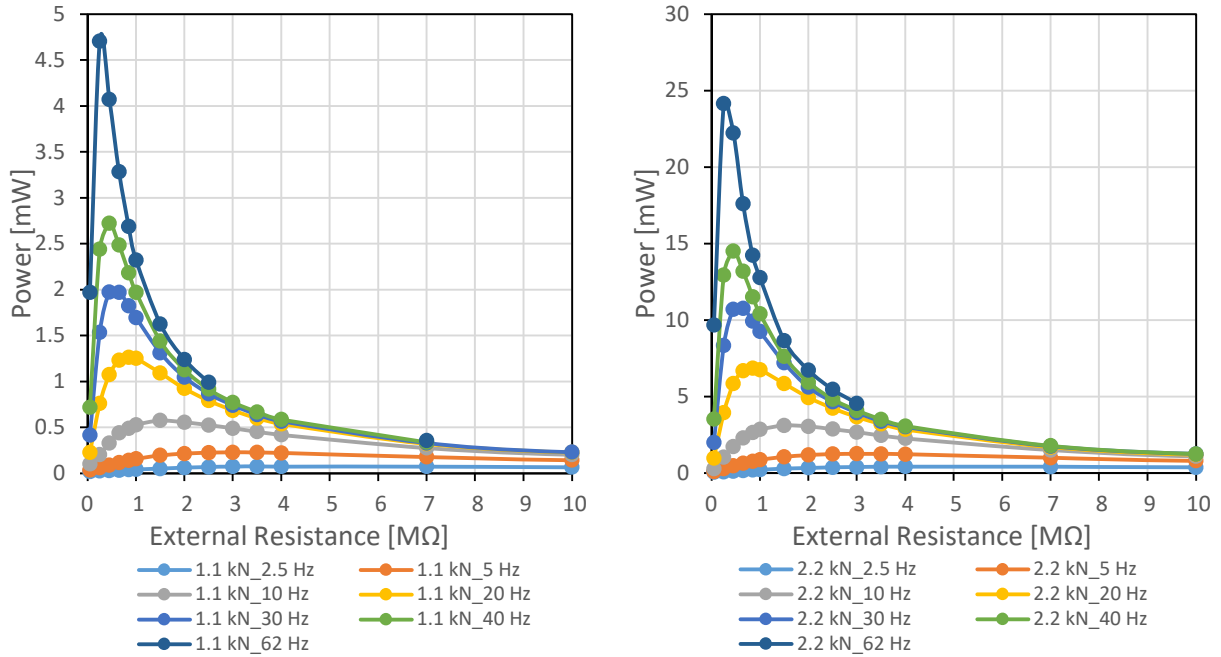 5
4.5
4
3.5
3
2.5
2
1.5
1
0.5
0
Power [mW]
0 1 2 3 4 5 6 7 8 9 10
External Resistance [MΩ]
1.1 kN_2.5 Hz 1.1 kN_5 Hz
1.1 kN_10 Hz 1.1 kN_20 Hz
1.1 kN_30 Hz 1.1 kN_40 Hz
1.1 kN_62 Hz
30
25
20
15
10
5
0
Power [mW]
0 1 2 3 4 5 6 7 8 9 10
External Resistance [MΩ]
2.2 kN_2.5 Hz 2.2 kN_5 Hz
2.2 kN_10 Hz 2.2 kN_20 Hz
2.2 kN_30 Hz 2.2 kN_40 Hz
2.2 kN_62 Hz